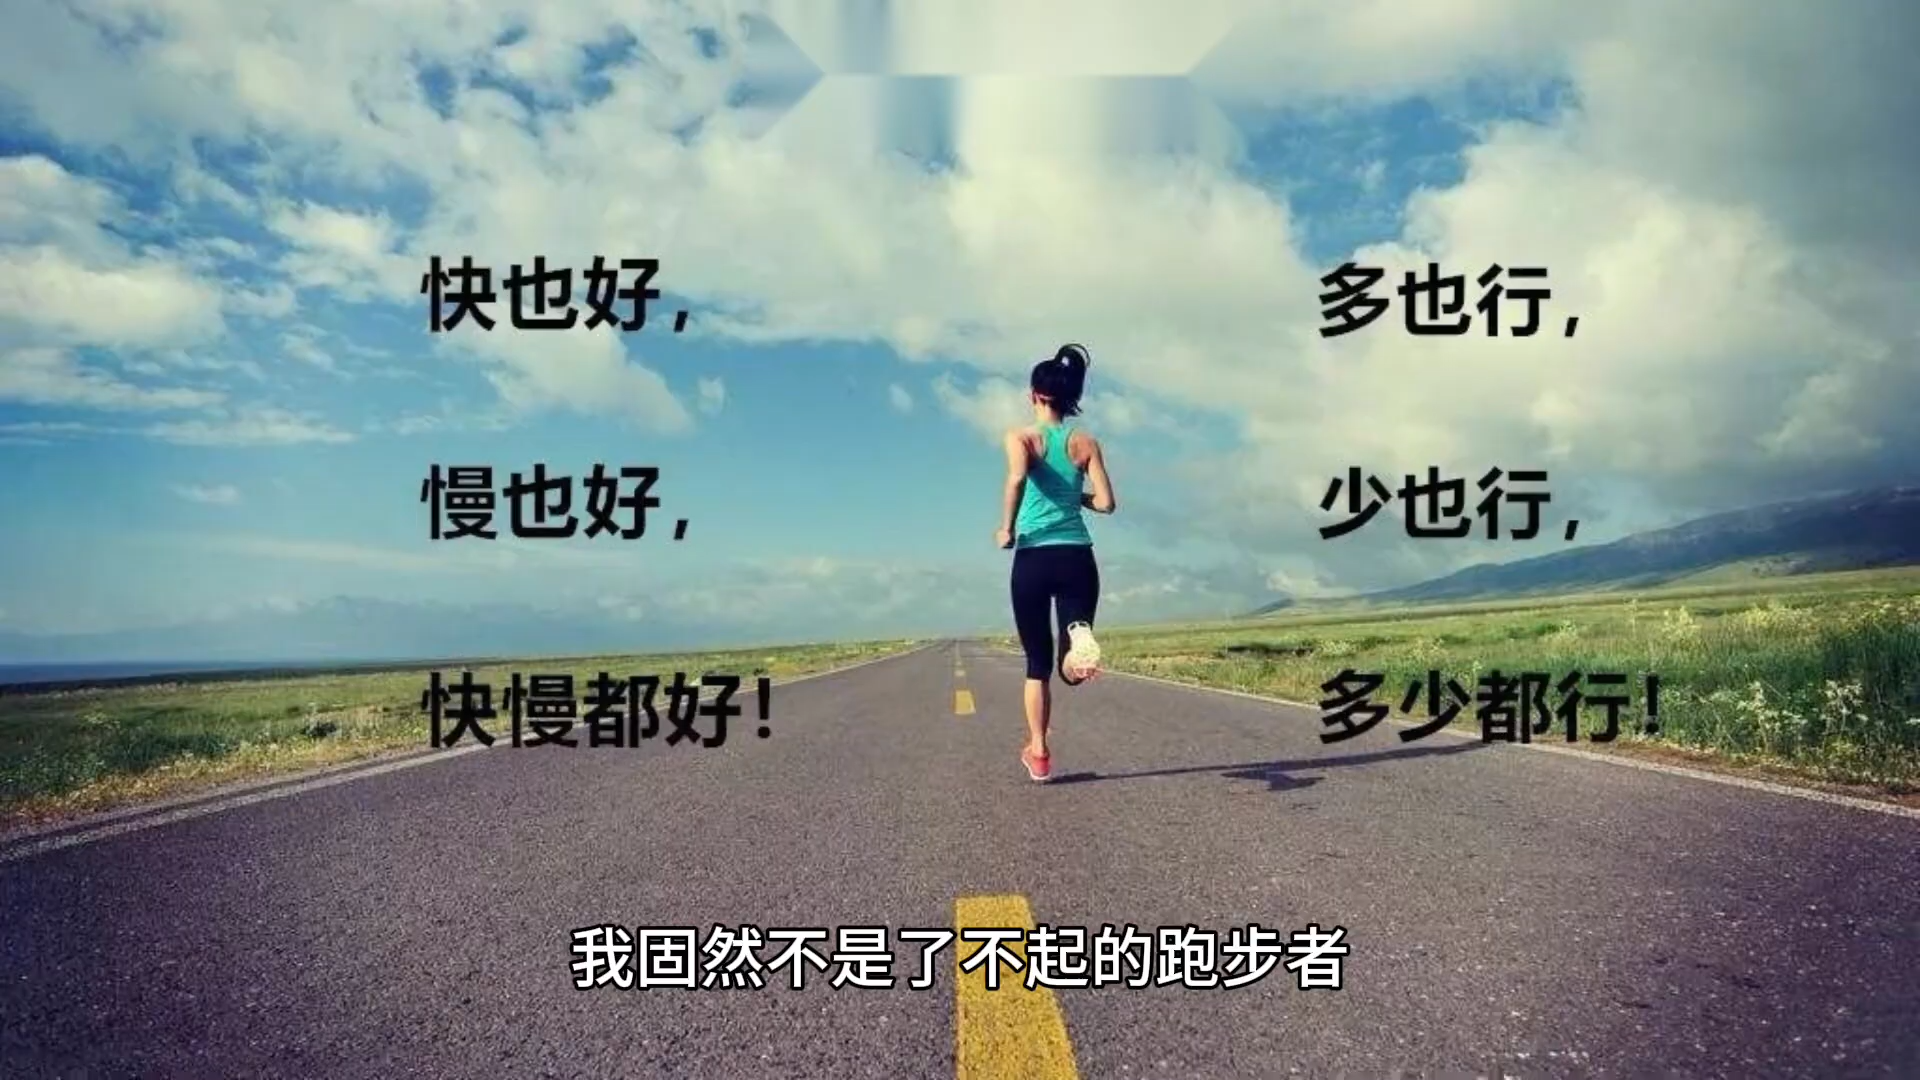 快也好，
慢也好，
快慢都好！
多也行，
少也行，
多少都行！
我固然不是了不起的跑步者